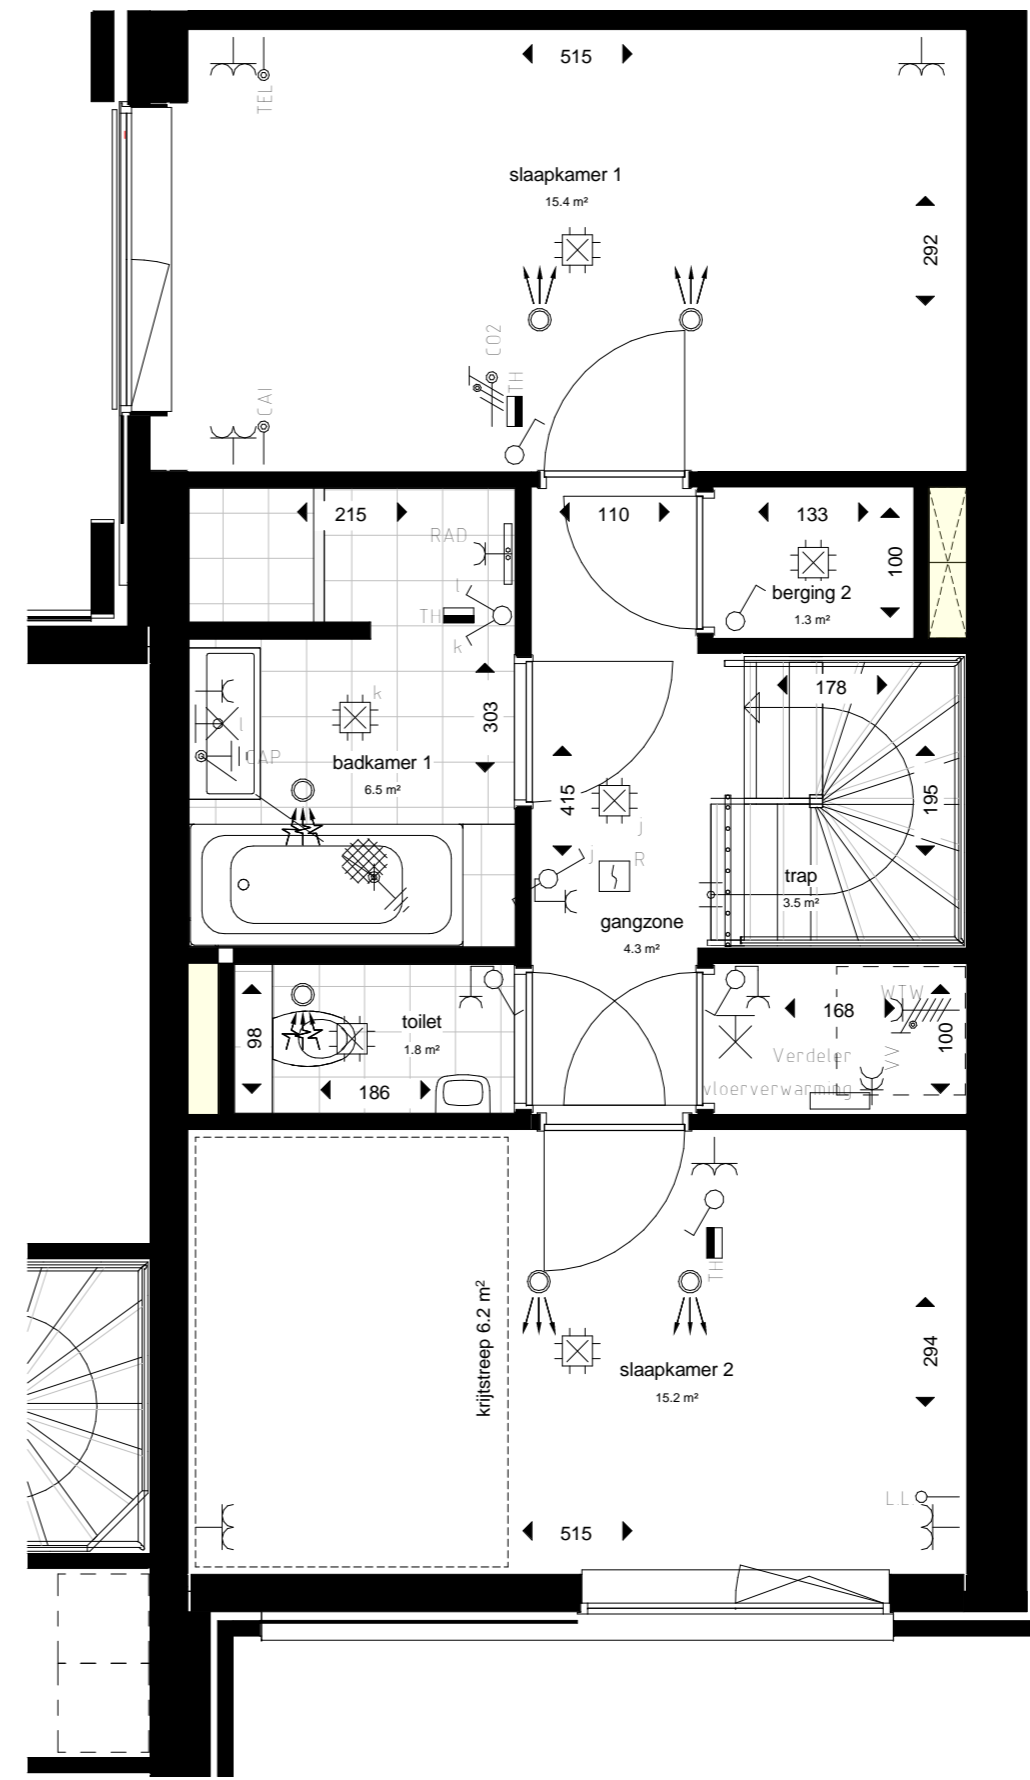 515
TEL
slaapkamer 1
15.4 m²
292
CO2
TH
CAI
215
110
133
RAD
100
l
berging 2
TH
1.3 m²
k
178
k
303
l
CAP
badkamer 1
6.5 m²
415
195
j
j
R
trap
3.5 m²
gangzone
4.3 m²
WTW
168
toilet
98
1.8 m²
100
Verdeler
VV
vloerverwarming
186
TH
krijtstreep 6.2 m²
294
slaapkamer 2
15.2 m²
L.L.
515